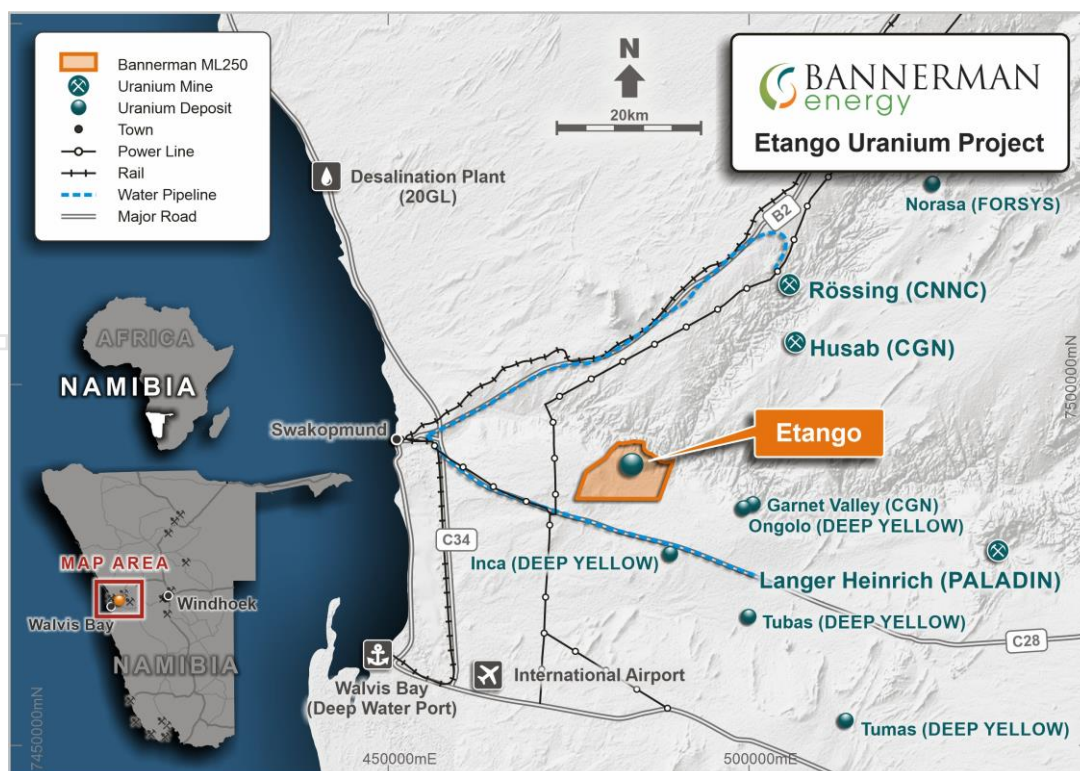 Bannerman ML250
Uranium Mine
Uranium Deposit
Town
Power Line
Rail
Water Pipeline
Major Road
N
20km
BANNERMAN
energy
Etango Uranium Project
Desalination Plant
(20GL)
B2
Norasa (FORSYS)
Rössing (CNNC)
Husab (CGN)
7500000mN
AFRICA
NAMIBIA
Swakopmund
Etango
Garnet Valley (CGN)
Ongolo (DEEP YELLOW)
C34
Inca (DEEP YELLOW)
Langer Heinrich (PALADIN)
MAP AREA
Windhoek
Walvis Bay
NAMIBIA
Tubas (DEEP YELLOW)
C28
International Airport
Walvis Bay
(Deep Water Port)
Tumas (DEEP YELLOW)
7450000mN
450000mE
500000mE